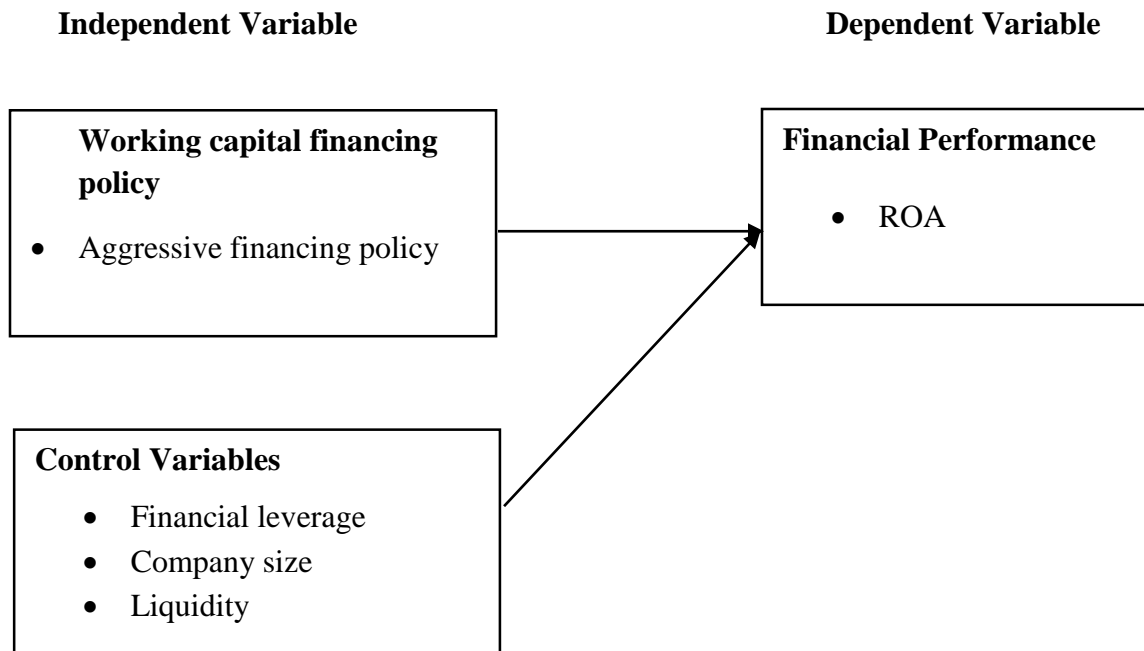 Independent Variable
Dependent Variable
Working capital financing
policy
• Aggressive financing policy
Financial Performance
• ROA
Control Variables
• Financial leverage
• Company size
• Liquidity